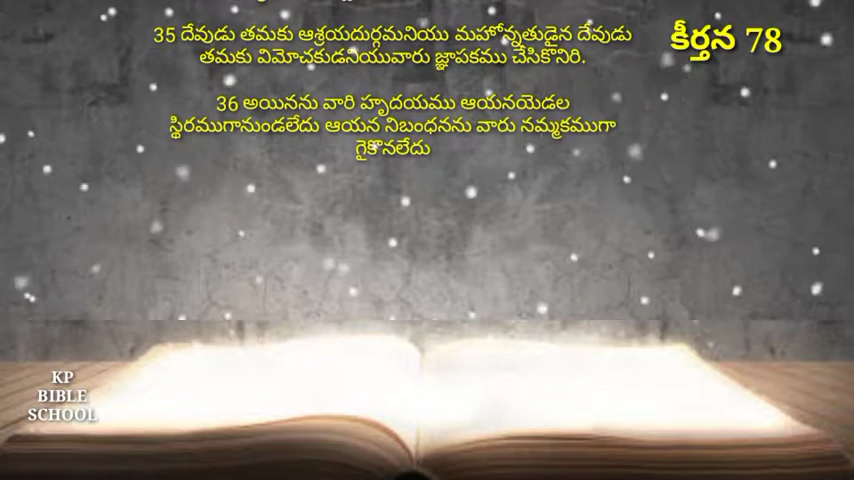 35 దేవుడు తమకు ఆశ్రయదుర్గమనియు మహోన్నతుడైన దేవుడు
తమకు విమోచకుడనియువారు జ్ఞాపకము చేసికొనిరి.
36 అయినను వారి హృదయము ఆయనయెడల
స్థిరముగానుండలేదు ఆయన నిబంధనను వారు నమ్మకముగా
గైకొనలేదు
కీర్తన 78
KP
BIBLE
SCHOOL